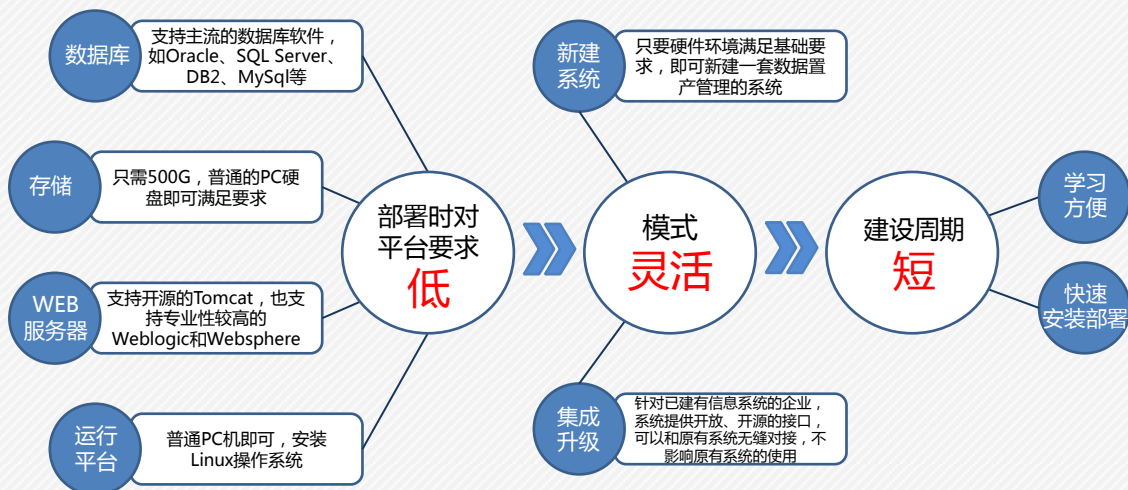 数据库
支持主流的数据库软件，
如Oracle、SQL Server、
DB2、MySql等
存储
只需500G，普通的PC硬
盘即可满足要求
WEB
服务器
支持开源的Tomcat，也支
持专业性较高的
Weblogic和Websphere
运行
平台
普通PC机即可，安装
Linux操作系统
部署时对
平台要求
低
新建
系统
只要硬件环境满足基础要
求，即可新建一套数据置
产管理的系统
模式
灵活
集成
升级
针对已建有信息系统的企业，
系统提供开放、开源的接口，
可以和原有系统无缝对接，不
影响原有系统的使用
建设周期
短
学习
方便
快速
安装部署